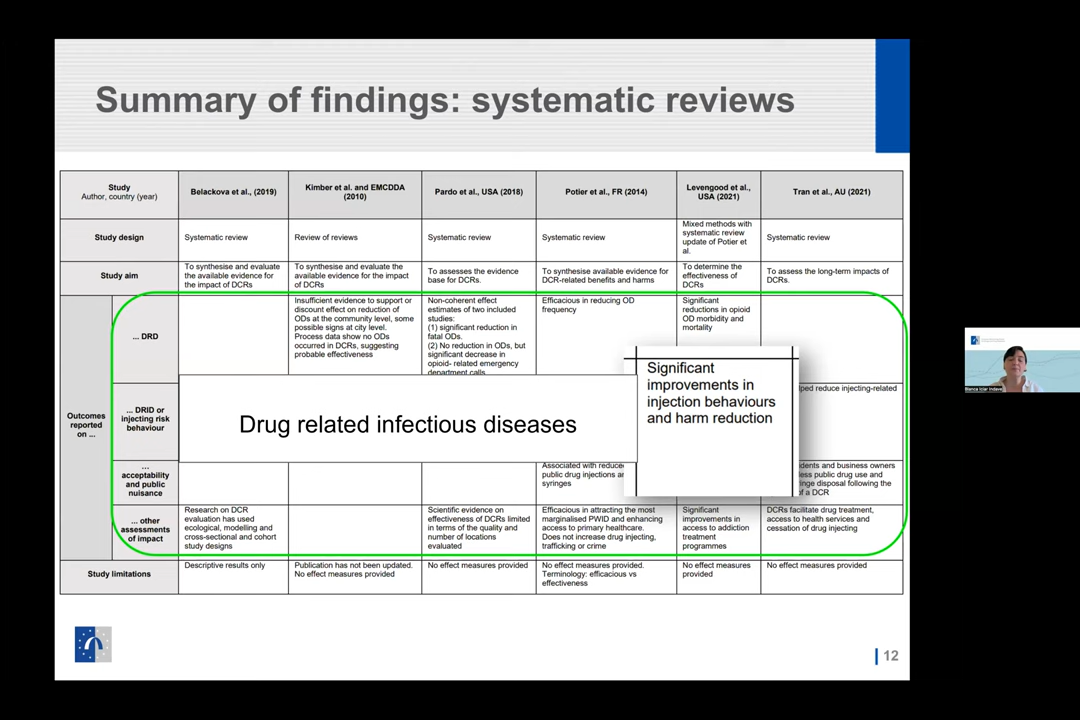 Summary of findings: systematic reviews
Study
Author, country (year)
Belackova et al., (2019)
Kimber et al. and EMCDDA
(2010)
Pardo et al., USA (2018)
Potier et al., FR (2014)
Levengood et al.,
USA (2021)
Tran et al., AU (2021)
Study design
Systematic review
Review of reviews
Systematic review
Systematic review
Mixed methods with
systematic review
update of Potier et
al.
Systematic review
Study aim
To synthesise and evaluate
the available evidence for
the impact of DCRs
To synthesise and evaluate the
available evidence for the impact
of DCRs
To assesses the evidence
base for DCRs.
To synthesise available evidence for
DCR-related benefits and harms
To determine the
effectiveness of
DCRs
To assess the long-term impacts of
DCRs.
Outcomes
reported
on ...
... DRD
Insufficient evidence to support or
discount effect on reduction of
ODs at the community level, some
possible signs at city level.
Process data show no ODs
occurred in DCRs, suggesting
probable effectiveness
Non-coherent effect
estimates of two included
studies:
(1) significant reduction in
fatal ODs.
(2) No reduction in ODs, but
significant decrease in
opioid- related emergency
department calls
Efficacious in reducing OD
frequency
Significant
reductions in opioid
OD morbidity and
mortality
... DRID or
injecting risk
behaviour
Drug related infectious diseases
Significant
improvements in
injection behaviours
and harm reduction
lped reduce injecting-related
...
acceptability
and public
nuisance
Associated with reduced
public drug injections
syringes
idents and business owners
less public drug use and
inge disposal following the
of a DCR
... other
assessments
of impact
Research on DCR
evaluation has used
ecological, modelling and
cross-sectional and cohort
study designs
Scientific evidence on
effectiveness of DCRs limited
in terms of the quality and
number of locations
evaluated
Efficacious in attracting the most
marginalised PWID and enhancing
access to primary healthcare.
Does not increase drug injecting,
trafficking or crime
Significant
improvements in
access to addiction
treatment
programmes
DCRs facilitate drug treatment,
access to health services and
cessation of drug injecting
Study limitations
Descriptive results only
Publication has not been updated.
No effect measures provided
No effect measures provided
No effect measures provided.
Terminology: efficacious vs
effectiveness
No effect measures
provided
No effect measures provided
12